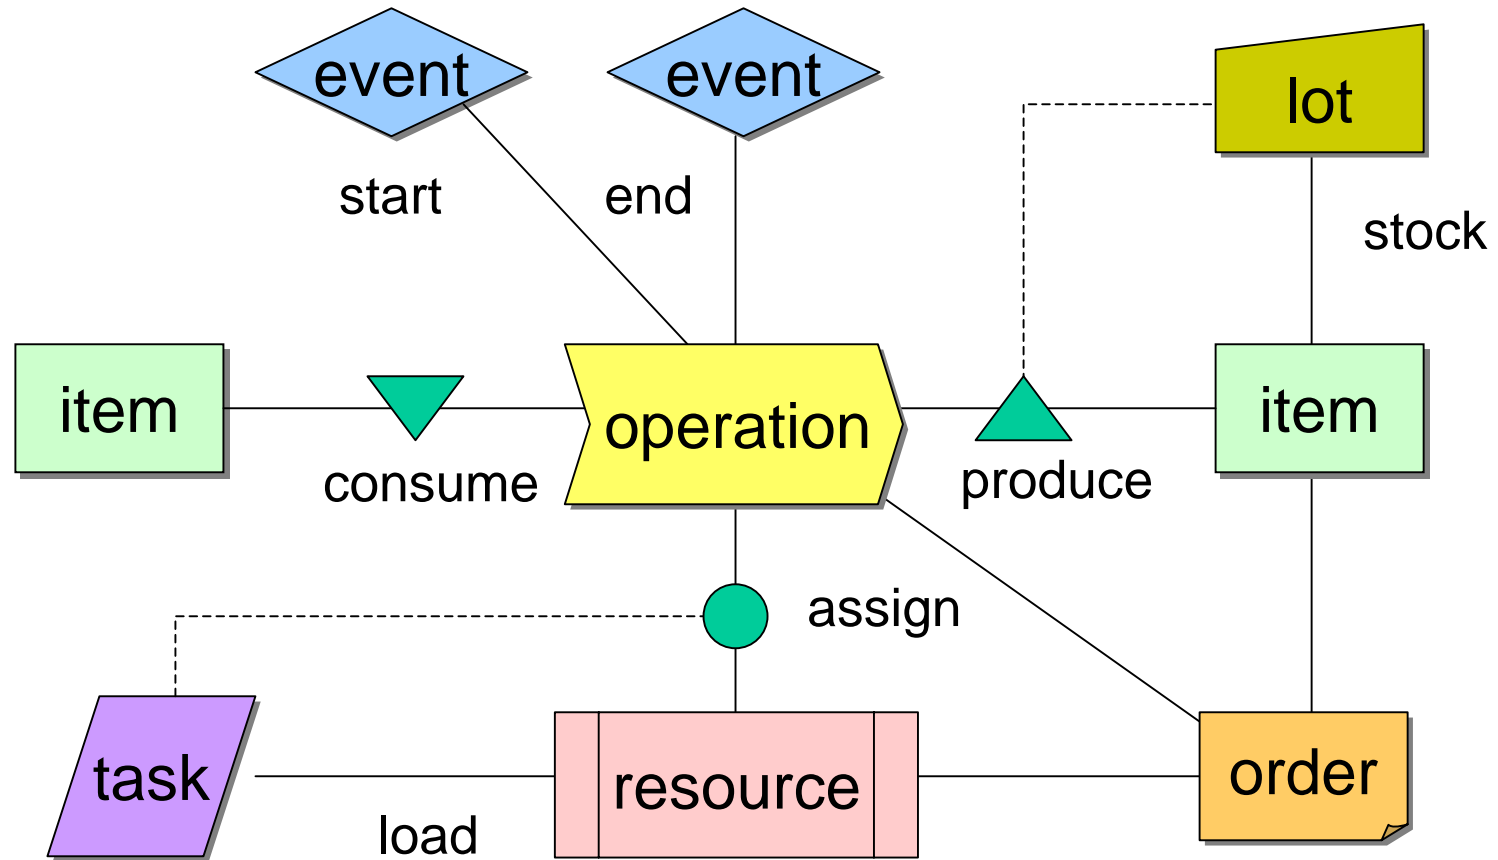 event
event
lot
start
end
stock
item
operation
item
consume
produce
assign
task
resource
order
load